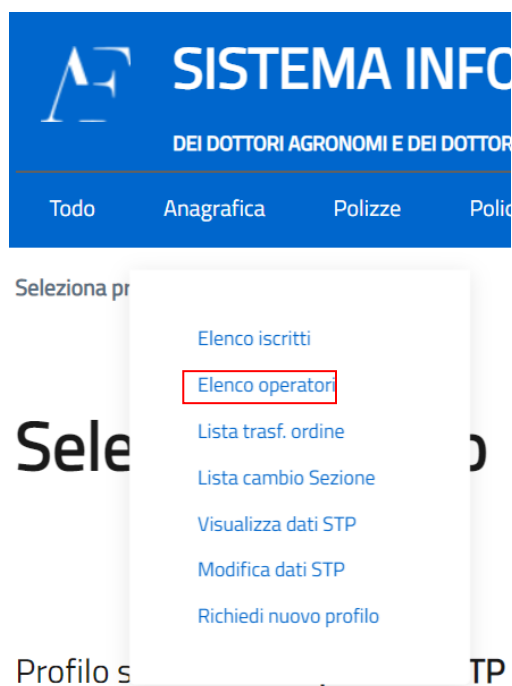 SISTEMA INFO
DEI DOTTORI AGRONOMI E DEI DOTTOR
Todo Anagrafica Polizze Polic
Seleziona pr
Elenco iscritti
Elenco operatori
Lista trasf. ordine
Sele o
Lista cambio Sezione
Visualizza dati STP
Modifica dati STP
Richiedi nuovo profilo
Profilo s TP